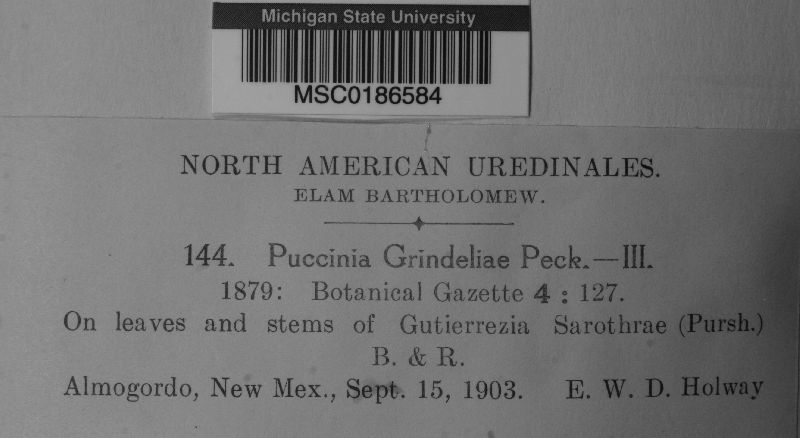 Michigan State University
MSC0186584
NORTH AMERICAN UREDINALES.
ELAM BARTHOLOMEW.
144. Puccinia Grindeliae Peck.—III.
1879: Botanical Gazette 4 : 127.
On leaves and stems of Gutierrezia Sarothrae (Pursh.)
B. & R.
Almogordo, New Mex., Sept. 15, 1903. E. W. D. Holway